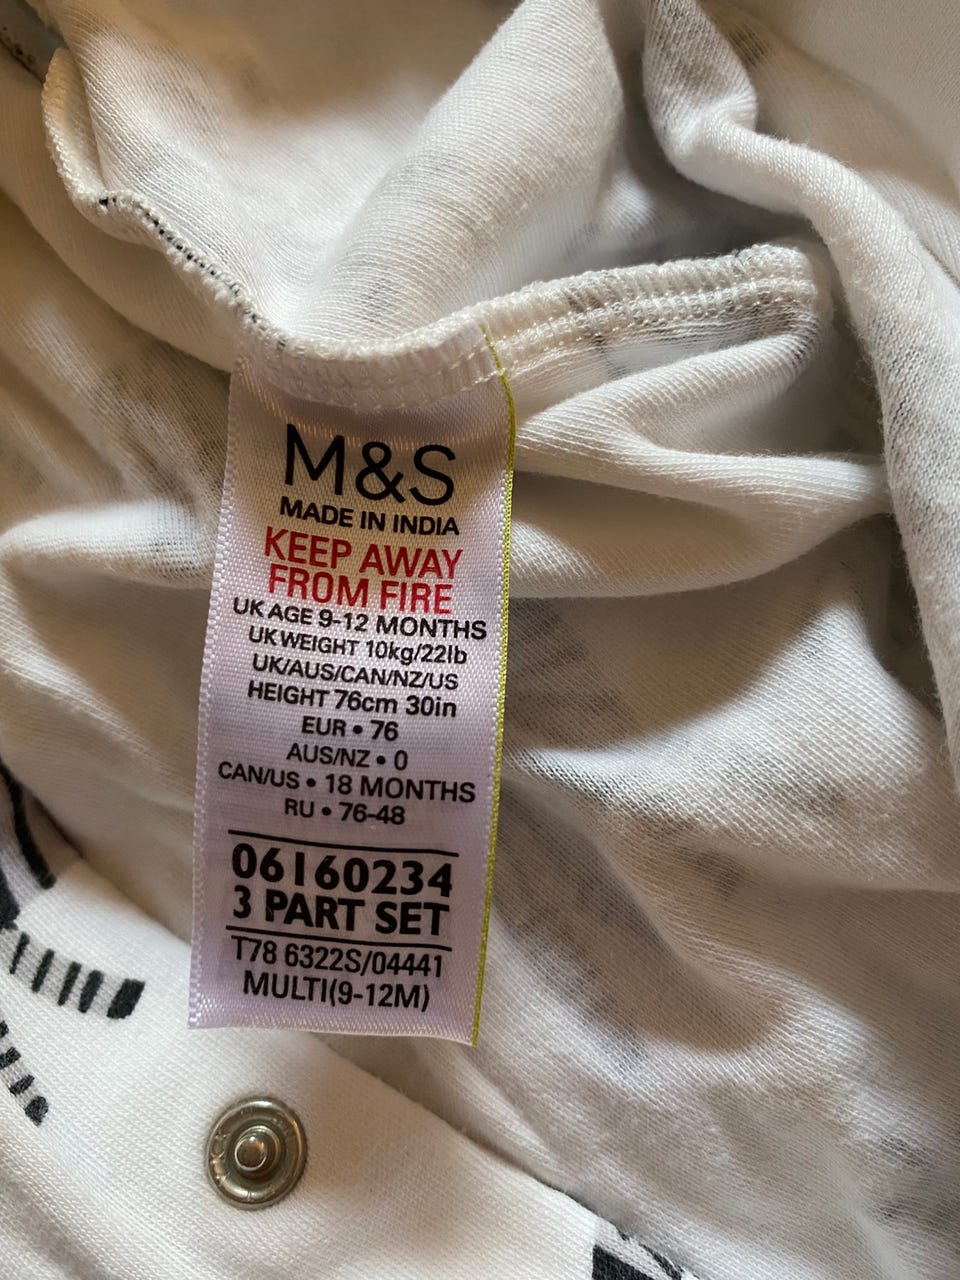 M&S
MADE IN INDIA
KEEP AWAY
FROM FIRE
UK AGE 9-12 MONTHS
UK WEIGHT 10kg/22lb
UK/AUS/CAN/NZ/US
HEIGHT 76cm 30in
EUR • 76
AUS/NZ • 0
CAN/US • 18 MONTHS
RU • 76-48
06160234
3 PART SET
T78 6322S/04441
MULTI(9-12M)